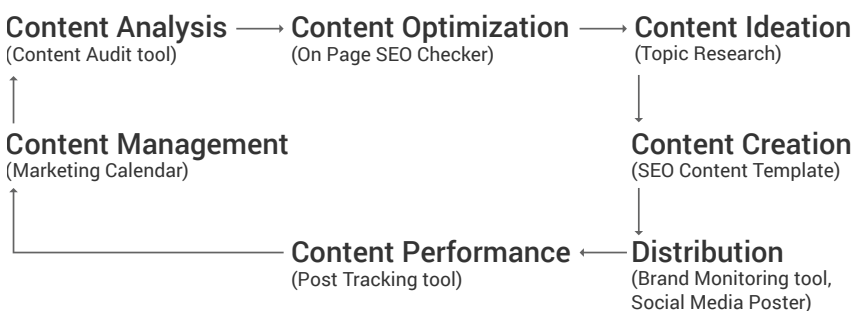 Content Analysis
(Content Audit tool)
Content Optimization
(On Page SEO Checker)
Content Ideation
(Topic Research)
Content Management
(Marketing Calendar)
Content Creation
(SEO Content Template)
Content Performance
(Post Tracking tool)
Distribution
(Brand Monitoring tool,
Social Media Poster)